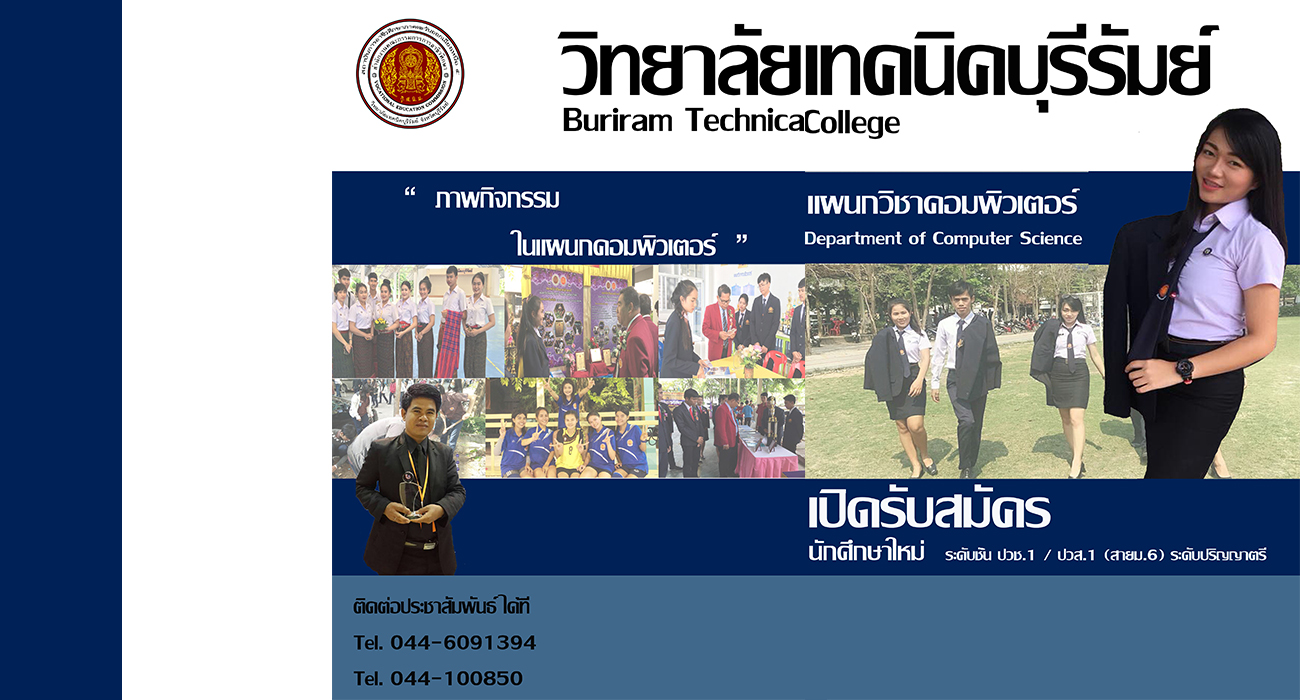 VOCATIONAL EDUCATION COMMISSION
วิทยาลัยเทคนิคบุรีรัมย์
Buriram TechnicaCollege
“ ภาพกิจกรรม
ในแผนกคอมพิวเตอร์ ”
แผนกวิชาคอมพิวเตอร์
Department of Computer Science
เปิดรับสมัคร
นักศึกษาใหม่ ระดับชั้น ปวช.1 / ปวส.1 (สายม.6) ระดับปริญญาตรี
ติดต่อประชาสัมพันธ์ ได้ที่
Tel. 044-6091394
Tel. 044-100850